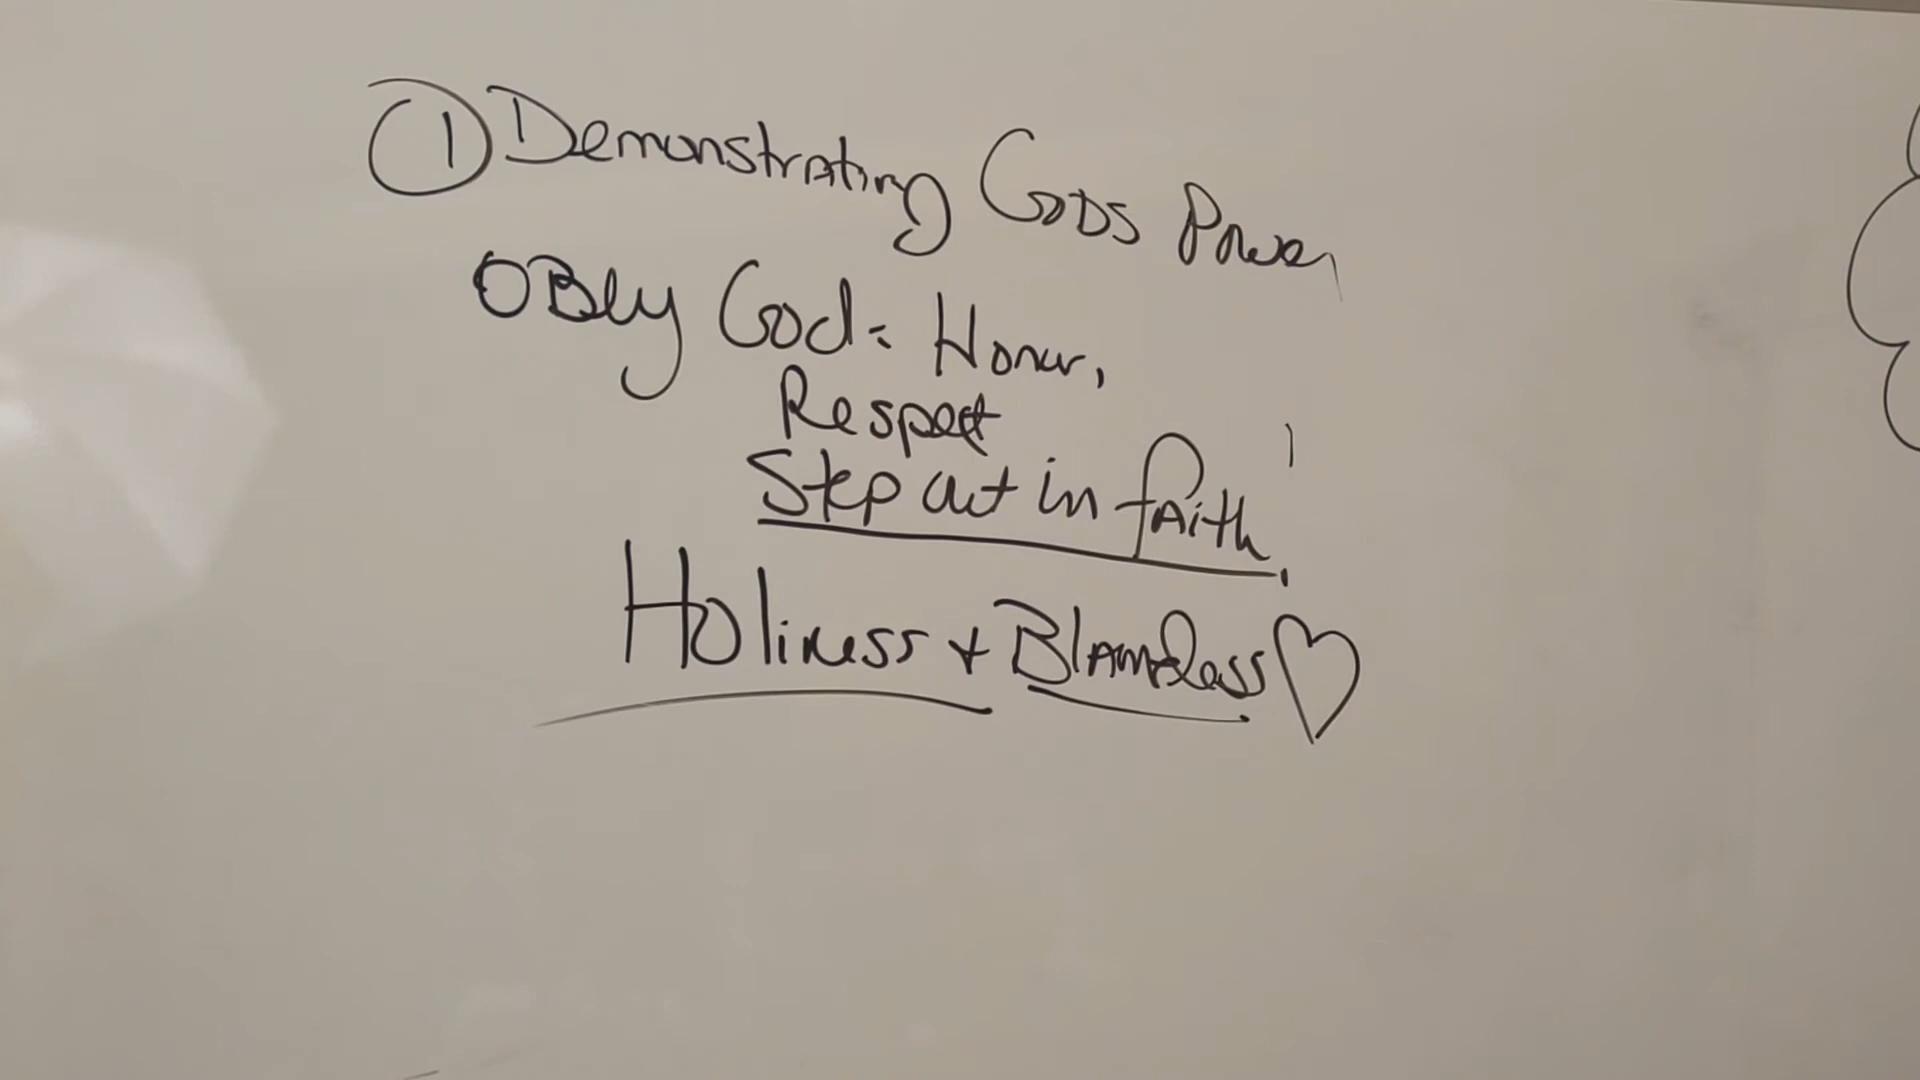 ① Demonstrating Gods Power
OBey God: Honor,
Respect
Step out in fAith!
Holiness + Blameless ♡